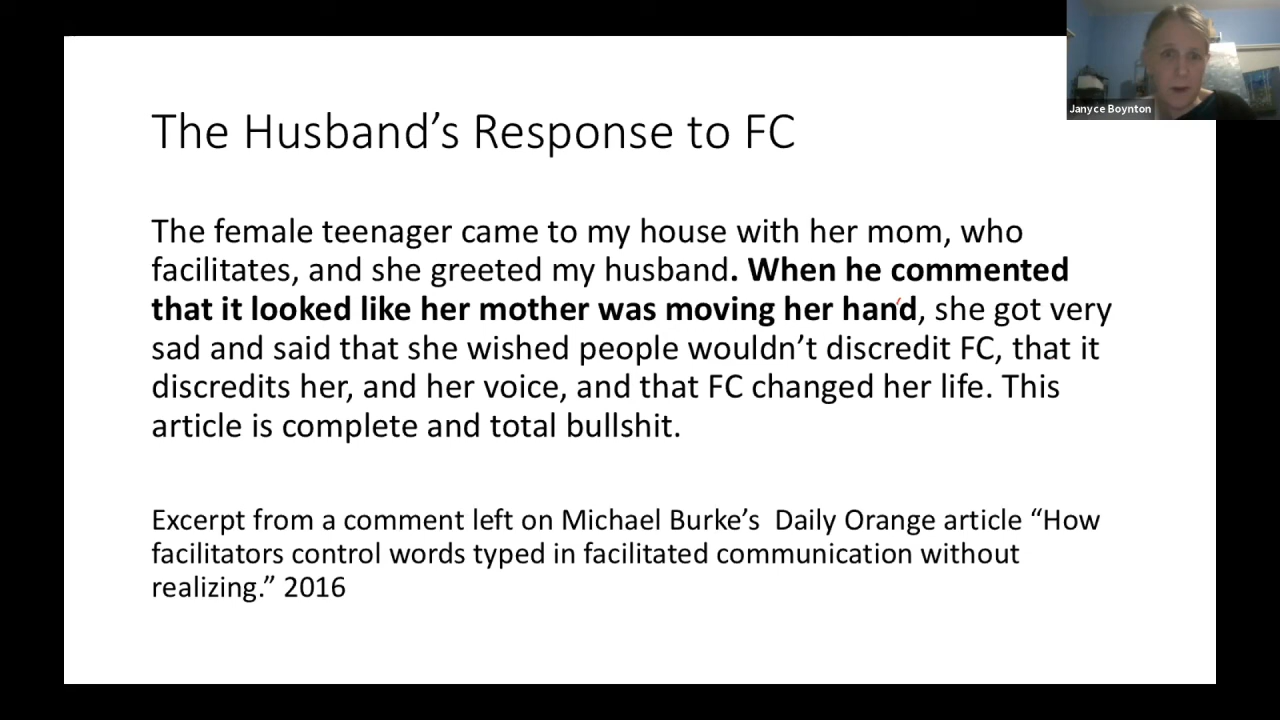 Janyce Boynton
The Husband’s Response to FC
The female teenager came to my house with her mom, who
facilitates, and she greeted my husband. When he commented
that it looked like her mother was moving her hand, she got very
sad and said that she wished people wouldn’t discredit FC, that it
discredits her, and her voice, and that FC changed her life. This
article is complete and total bullshit.
Excerpt from a comment left on Michael Burke’s  Daily Orange article “How
facilitators control words typed in facilitated communication without
realizing.” 2016